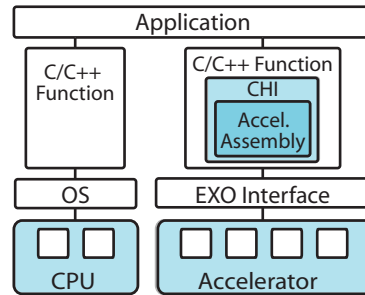 Application
C/C++
Function
C/C++ Function
CHI
Accel.
Assembly
OS
EXO Interface
CPU
Accelerator